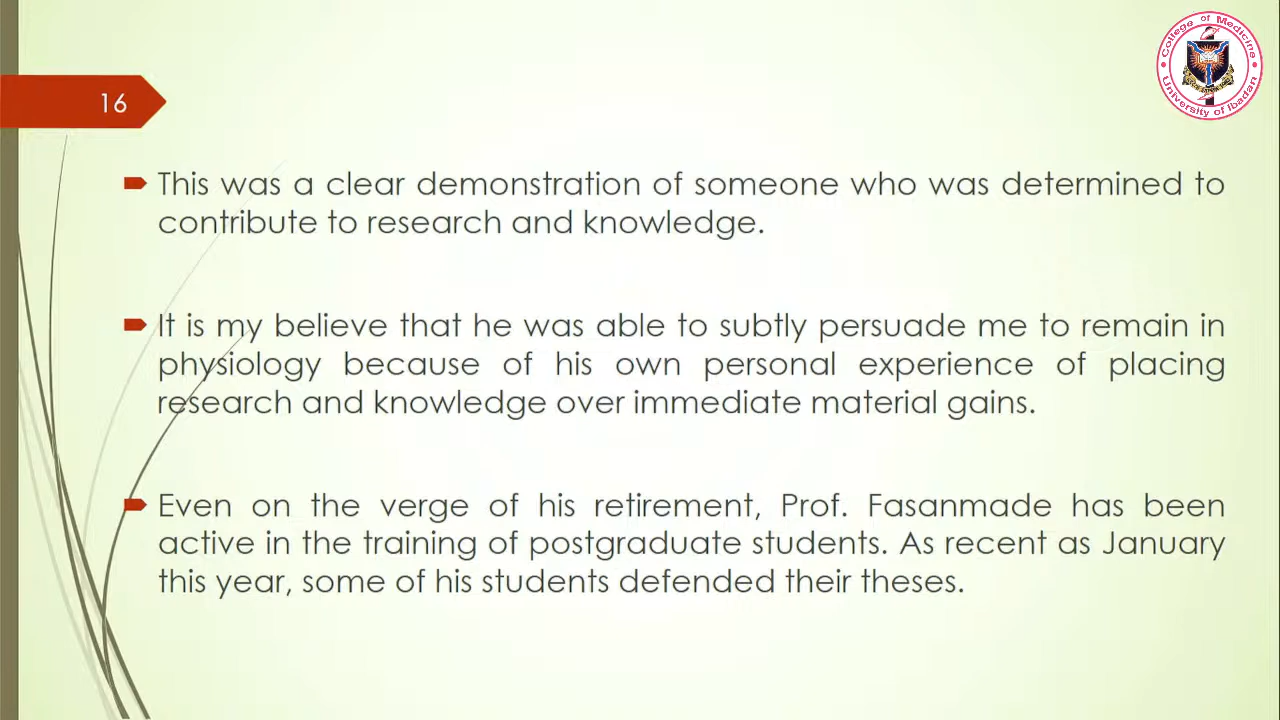 College of Medicine
University of Ibadan
16
This was a clear demonstration of someone who was determined to
contribute to research and knowledge.
It is my believe that he was able to subtly persuade me to remain in
physiology because of his own personal experience of placing
research and knowledge over immediate material gains.
Even on the verge of his retirement, Prof. Fasanmade has been
active in the training of postgraduate students. As recent as January
this year, some of his students defended their theses.